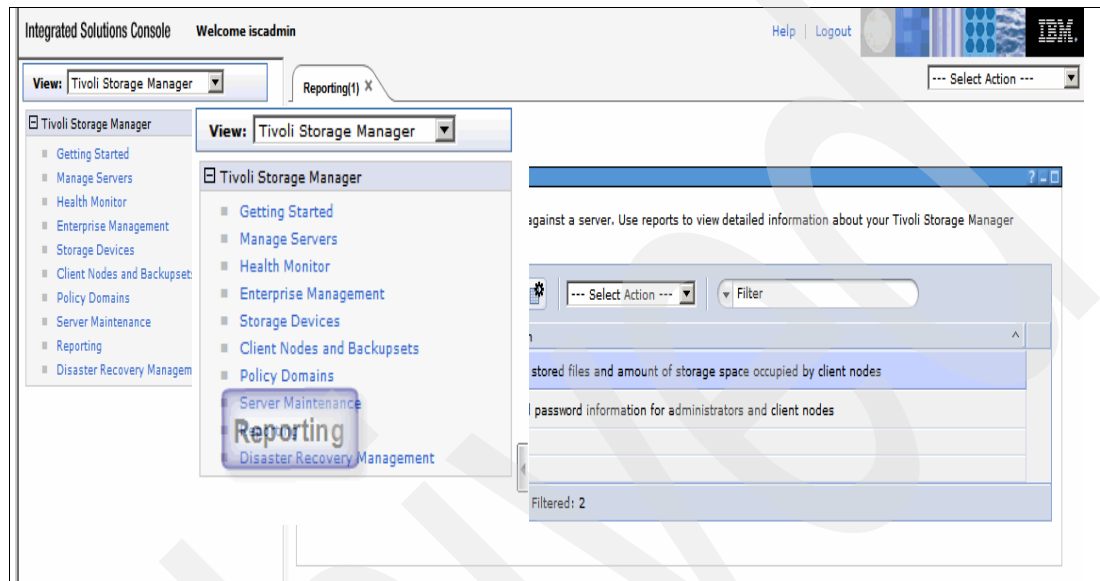 Integrated Solutions Console Welcome iscadmin Help | Logout IBM.
View: Tivoli Storage Manager
Reporting(1) X
--- Select Action ---
Tivoli Storage Manager
Getting Started
Manage Servers
Health Monitor
Enterprise Management
Storage Devices
Client Nodes and Backupset
Policy Domains
Server Maintenance
Reporting
Disaster Recovery Managem
View: Tivoli Storage Manager
Tivoli Storage Manager
Getting Started
Manage Servers
Health Monitor
Enterprise Management
Storage Devices
Client Nodes and Backupsets
Policy Domains
Server Maintenance
Reporting
Reporting
Disaster Recovery Management
? - □
against a server. Use reports to view detailed information about your Tivoli Storage Manager
--- Select Action ---
Filter
stored files and amount of storage space occupied by client nodes
password information for administrators and client nodes
Filtered: 2